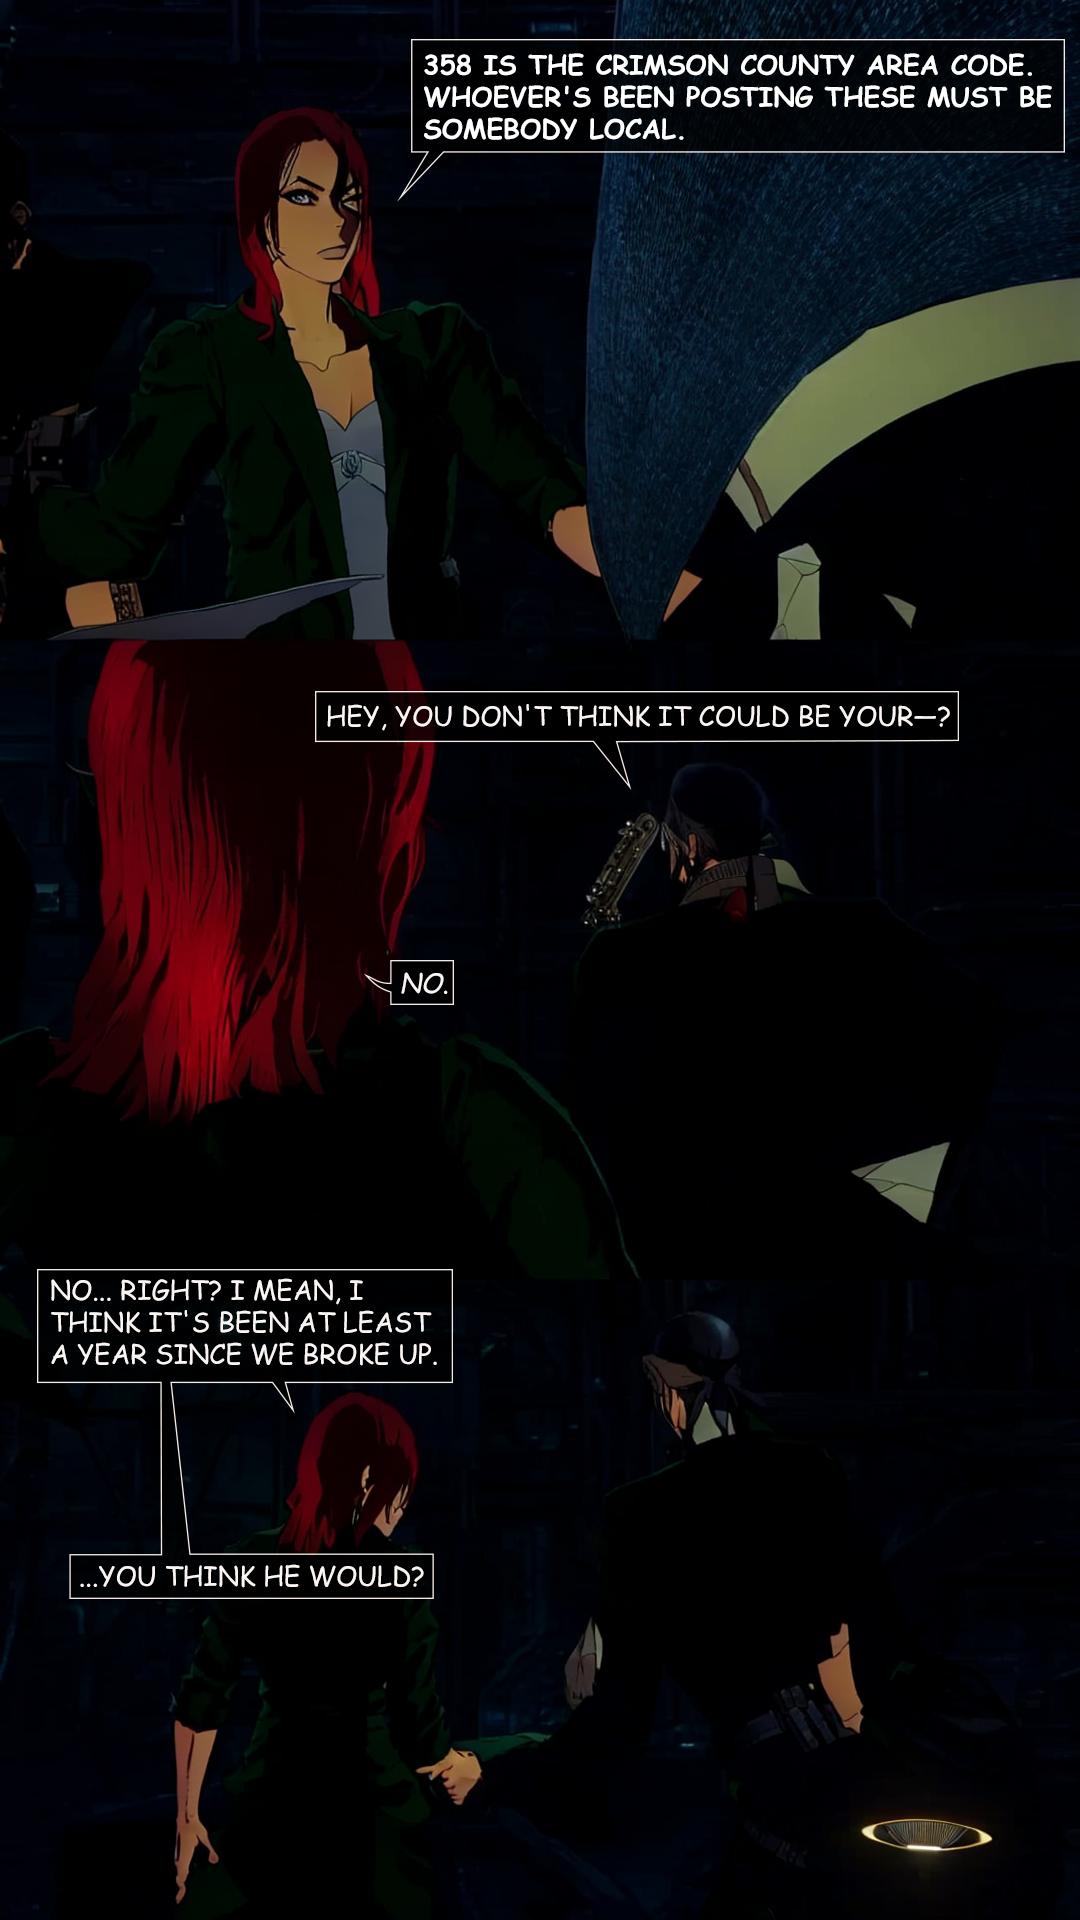 358 IS THE CRIMSON COUNTY AREA CODE.
WHOEVER'S BEEN POSTING THESE MUST BE
SOMEBODY LOCAL.
HEY, YOU DON'T THINK IT COULD BE YOUR—?
NO.
NO... RIGHT? I MEAN, I
THINK IT'S BEEN AT LEAST
A YEAR SINCE WE BROKE UP.
...YOU THINK HE WOULD?